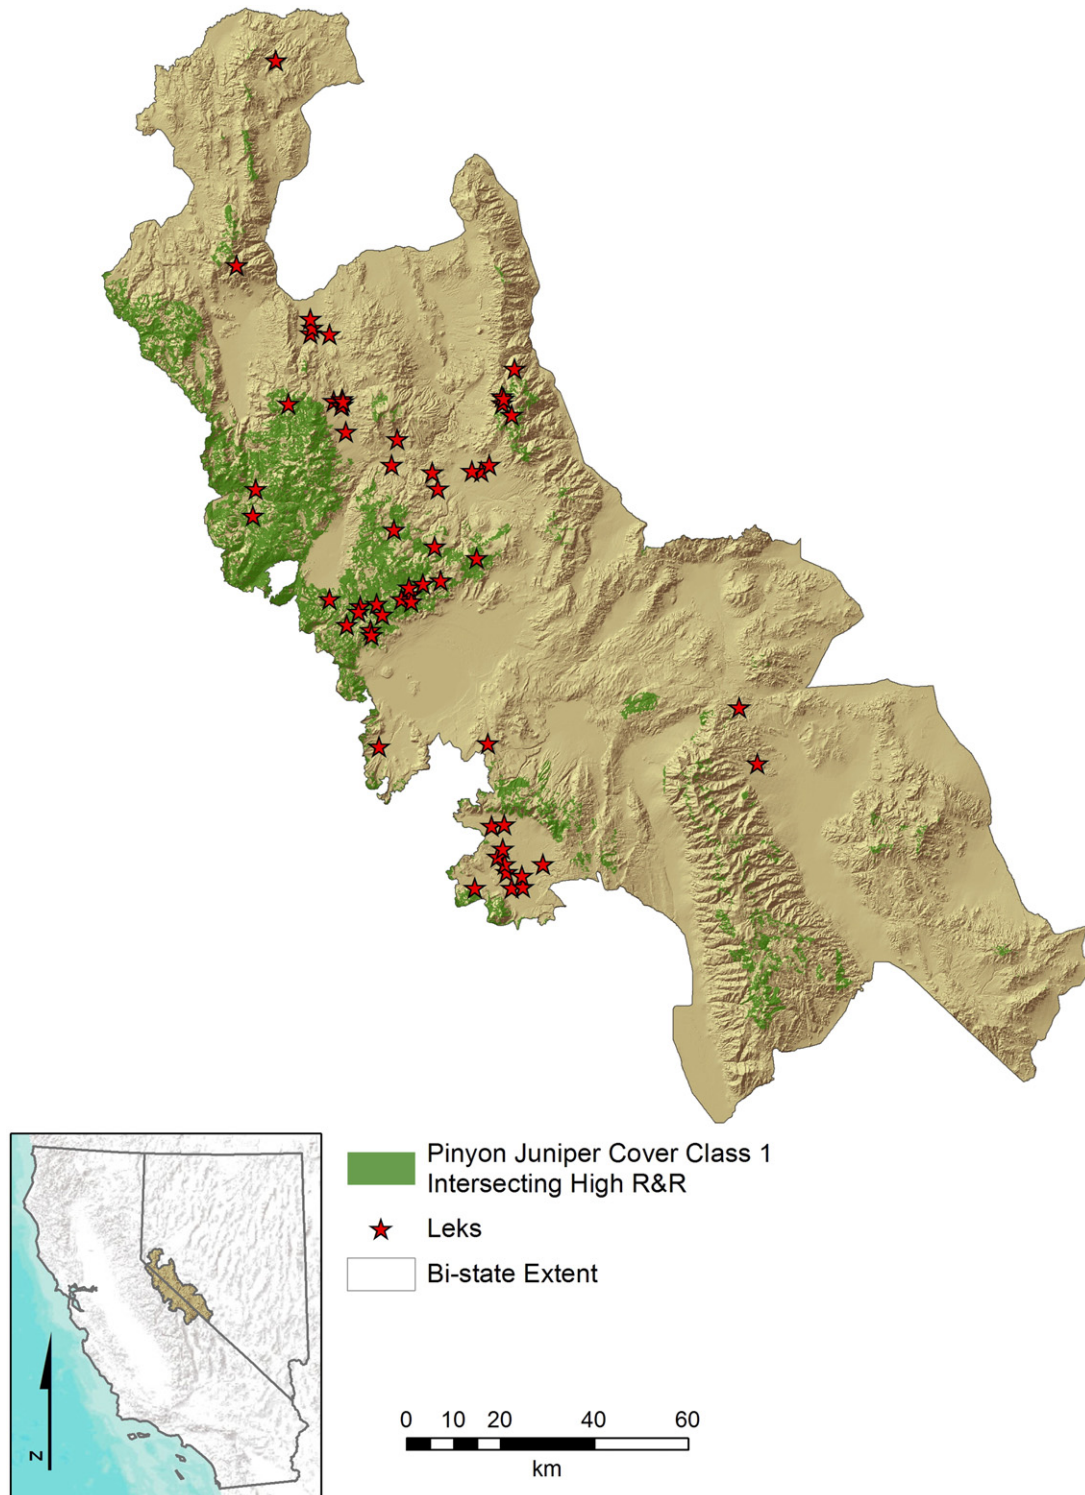 Pinyon Juniper Cover Class 1
Intersecting High R&R
Leks
Bi-state Extent
N
0 10 20 40 60
km